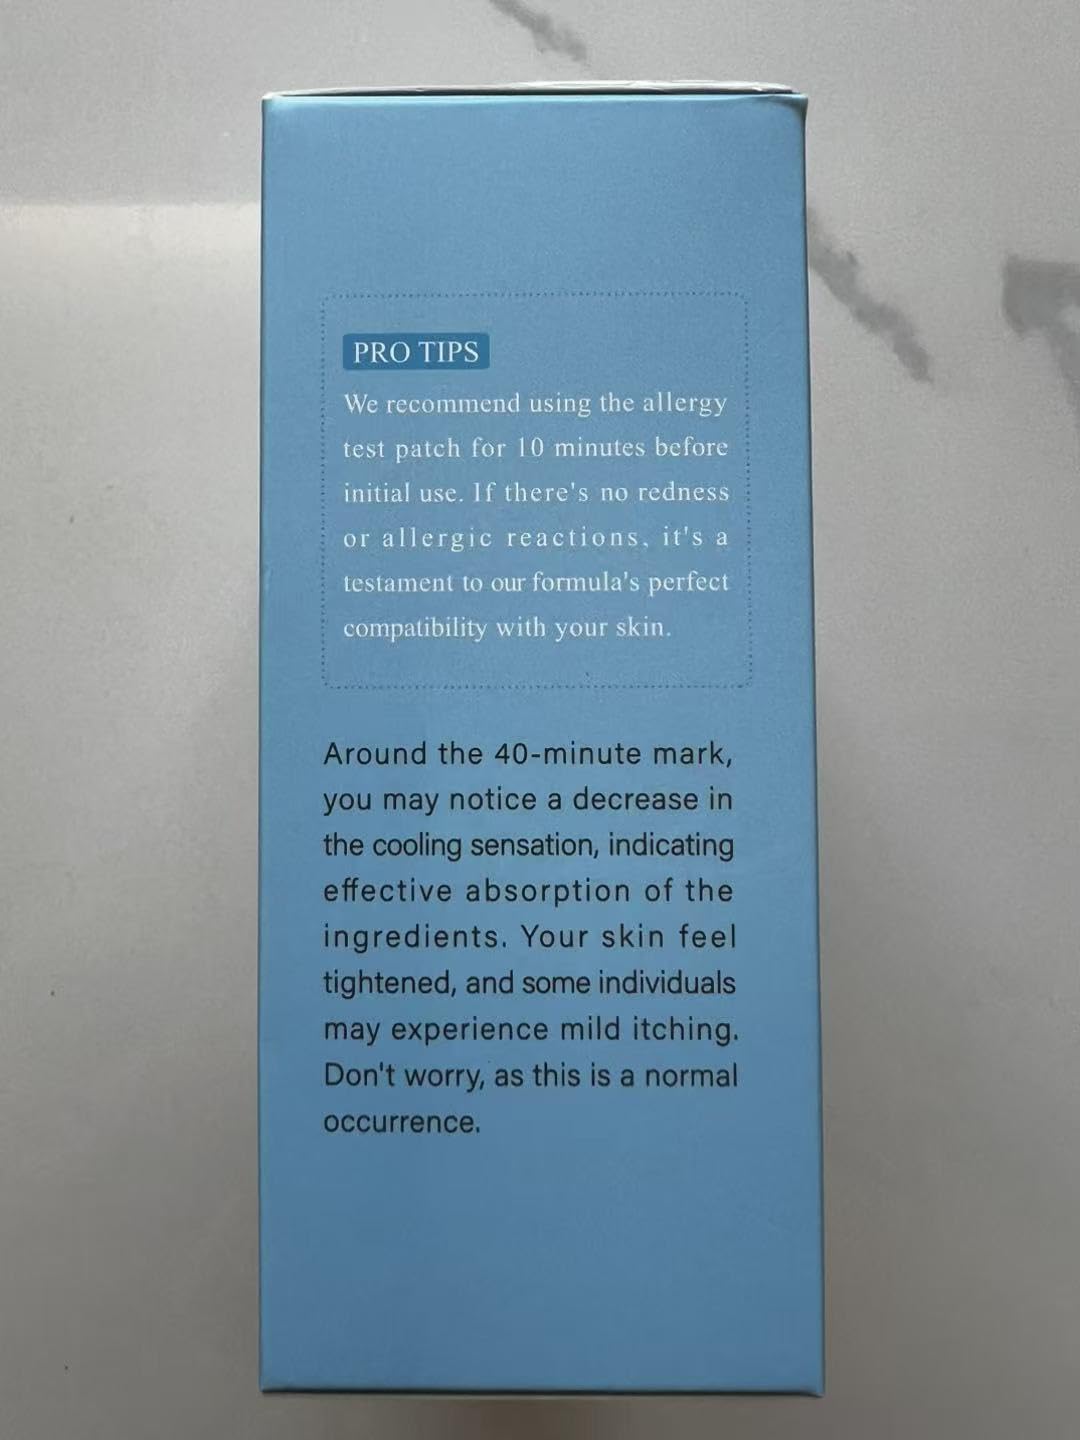 PRO TIPS
We recommend using the allergy
test patch for 10 minutes before
initial use. If there's no redness
or allergic reactions, it's a
testament to our formula's perfect
compatibility with your skin.
Around the 40-minute mark,
you may notice a decrease in
the cooling sensation, indicating
effective absorption of the
ingredients. Your skin feel
tightened, and some individuals
may experience mild itching.
Don't worry, as this is a normal
occurrence.